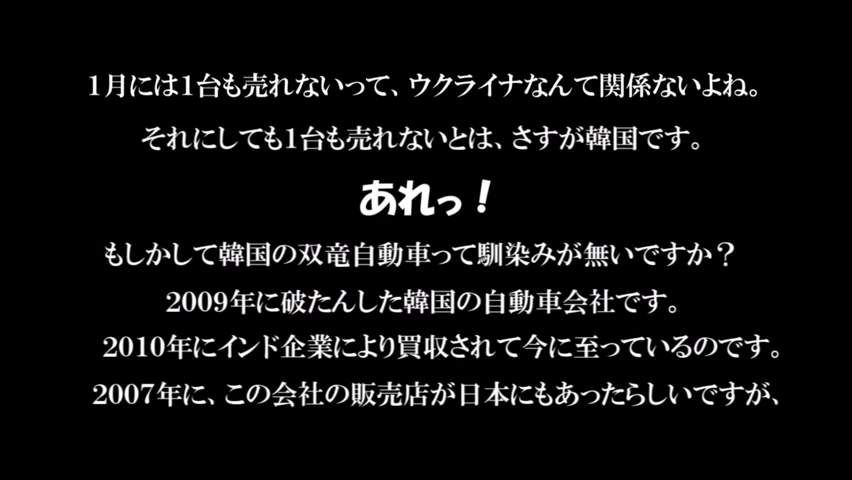 1月には1台も売れないって、ウクライナなんて関係ないよね。
それにしても1台も売れないとは、さすが韓国です。
あれっ！
もしかして韓国の双竜自動車って馴染みが無いですか？
2009年に破たんした韓国の自動車会社です。
2010年にインド企業により買収されて今に至っているのです。
2007年に、この会社の販売店が日本にもあったらしいですが、